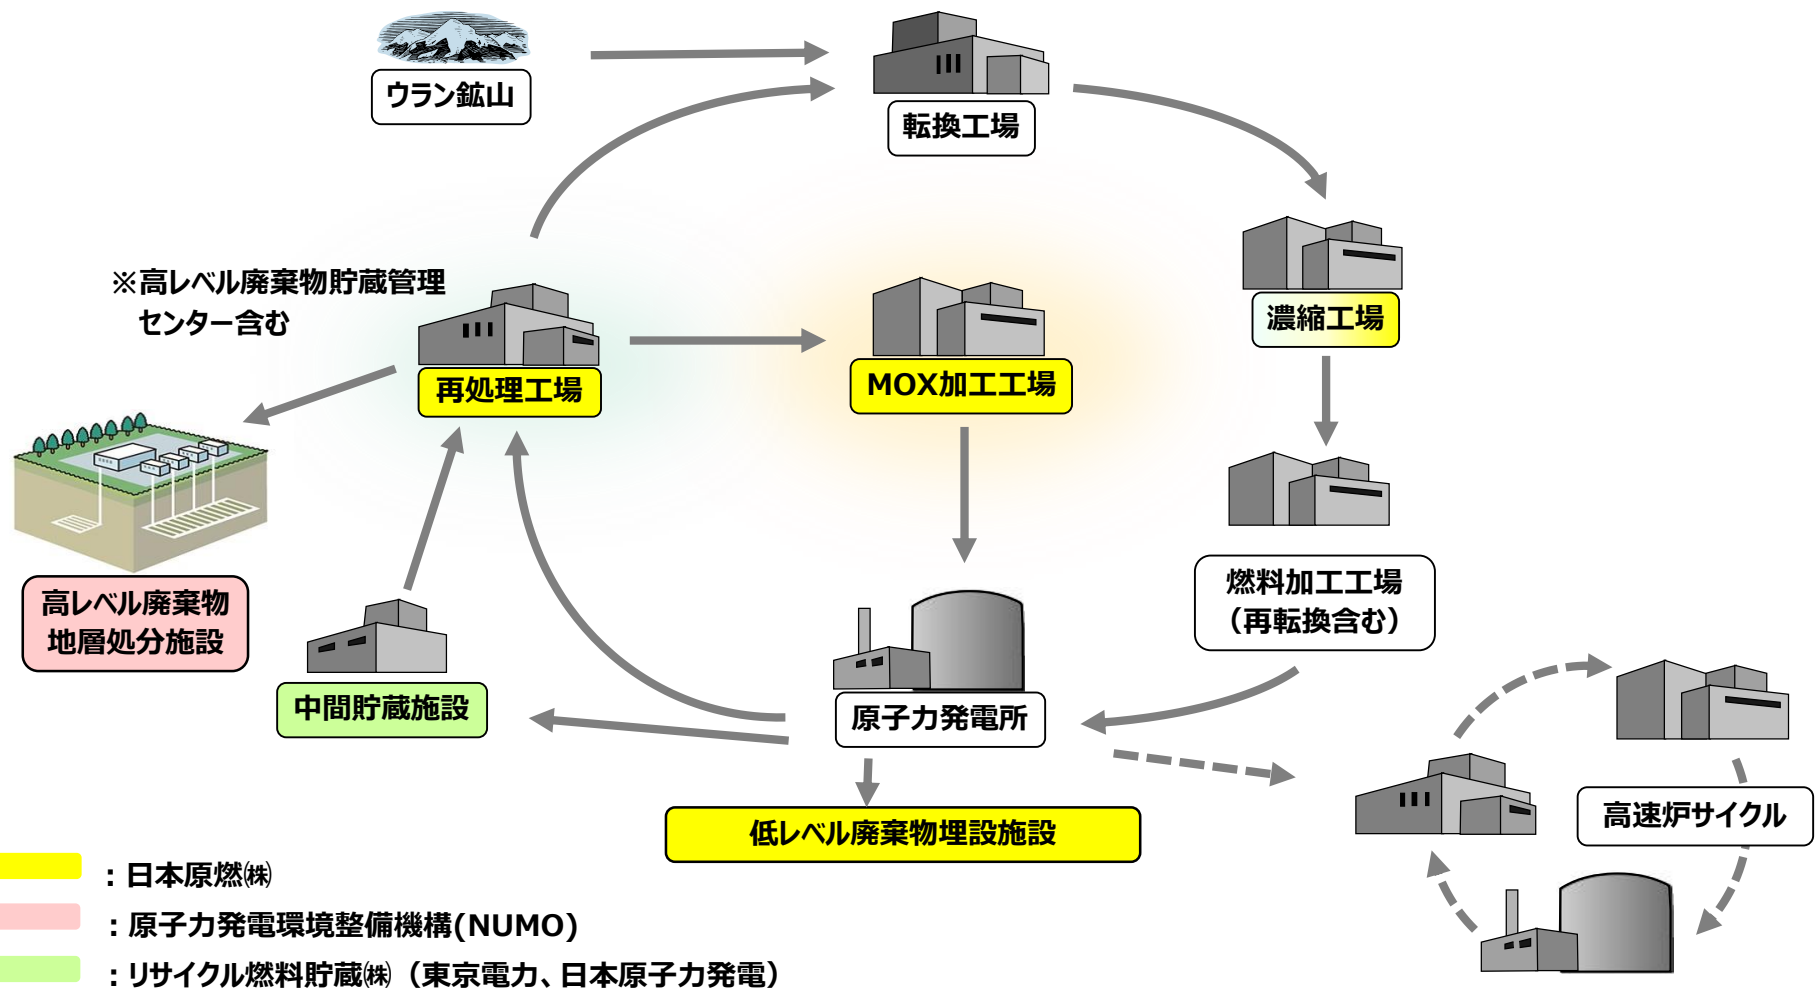 ウラン鉱山
転換工場
※高レベル廃棄物貯蔵管理
センター含む
再処理工場
MOX加工工場
濃縮工場
高レベル廃棄物
地層処分施設
中間貯蔵施設
原子力発電所
燃料加工工場
（再転換含む）
低レベル廃棄物埋設施設
高速炉サイクル
：日本原燃㈱
：原子力発電環境整備機構(NUMO)
：リサイクル燃料貯蔵㈱（東京電力、日本原子力発電）